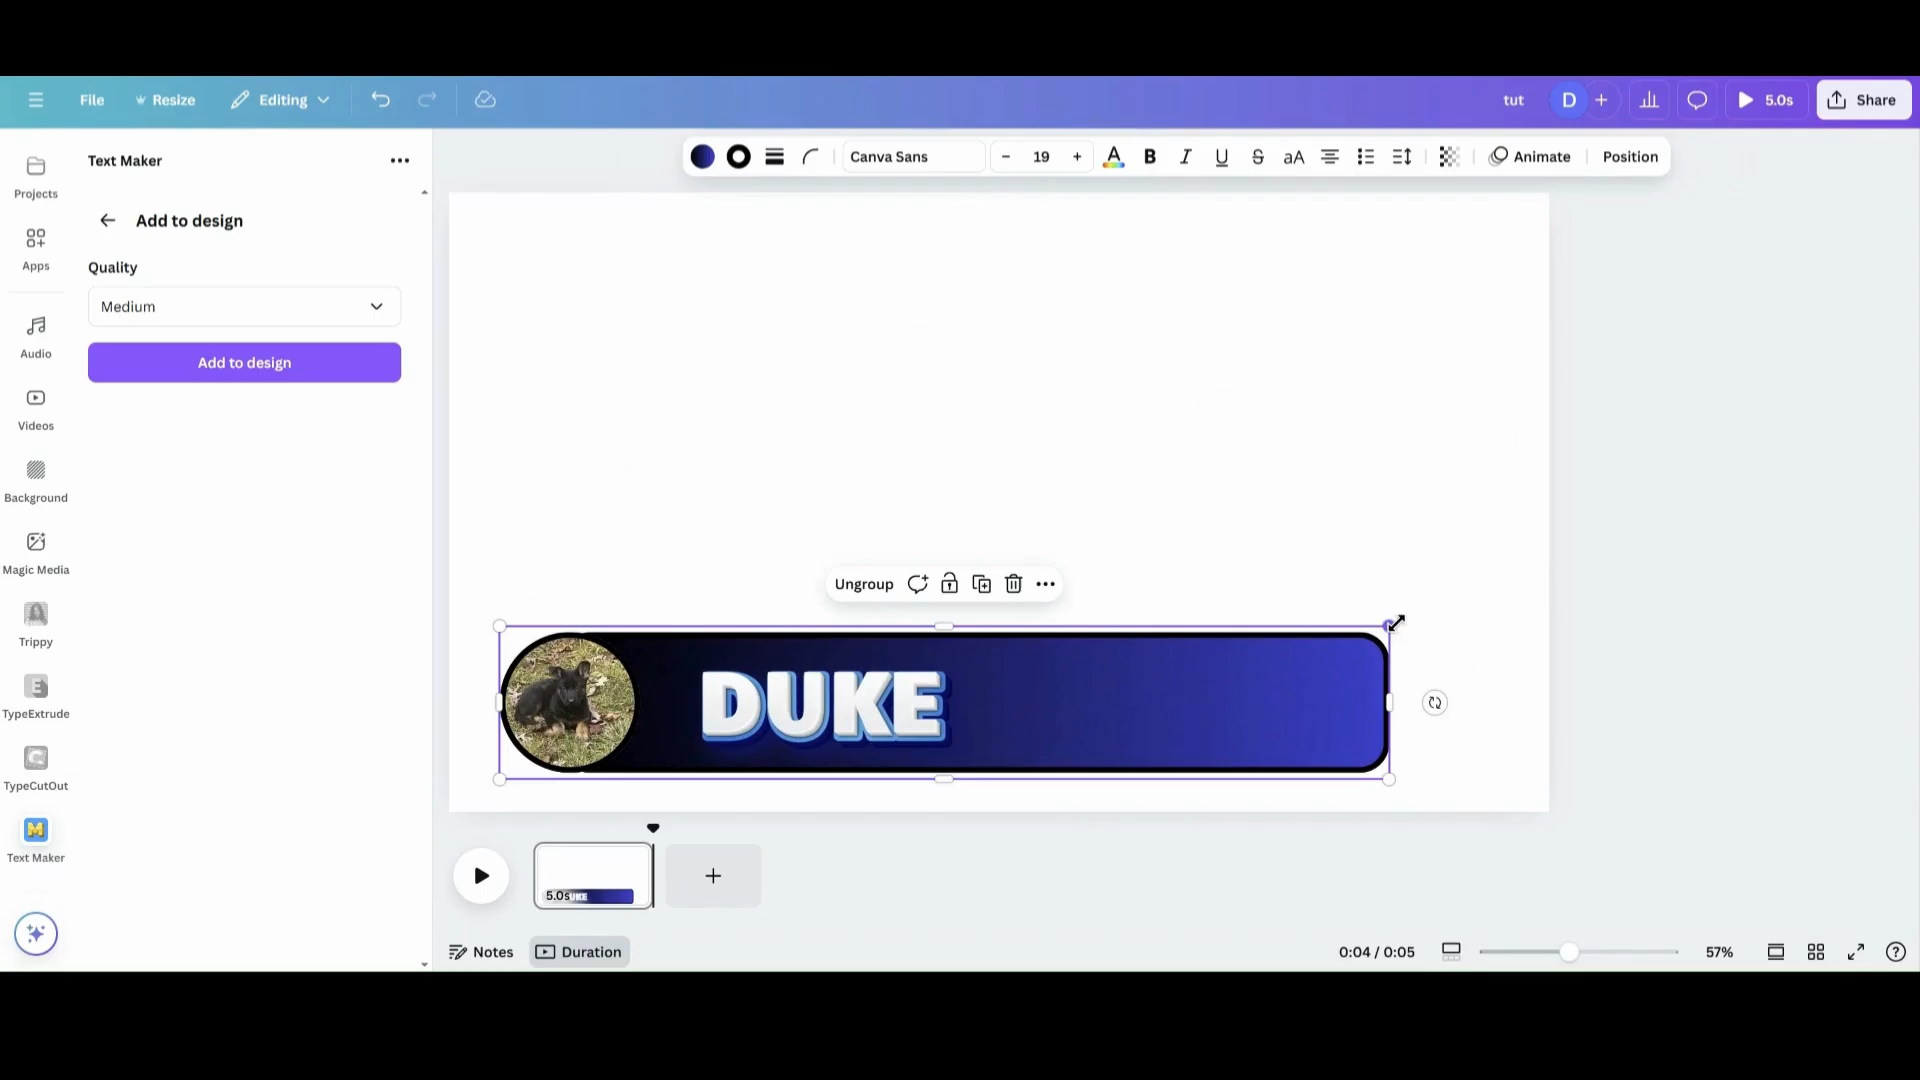 File
Resize
Editing
tut
D
5.0s
Share
Projects
Apps
Audio
Videos
Background
Magic Media
Trippy
E
TypeExtrude
C
TypeCutOut
M
Text Maker
Text Maker
Add to design
Quality
Medium
Add to design
Canva Sans
19
A
B
I
U
S
aA
Animate
Position
Ungroup
DUKE
5.0s
UKE
Notes
Duration
0:04 / 0:05
57%
?